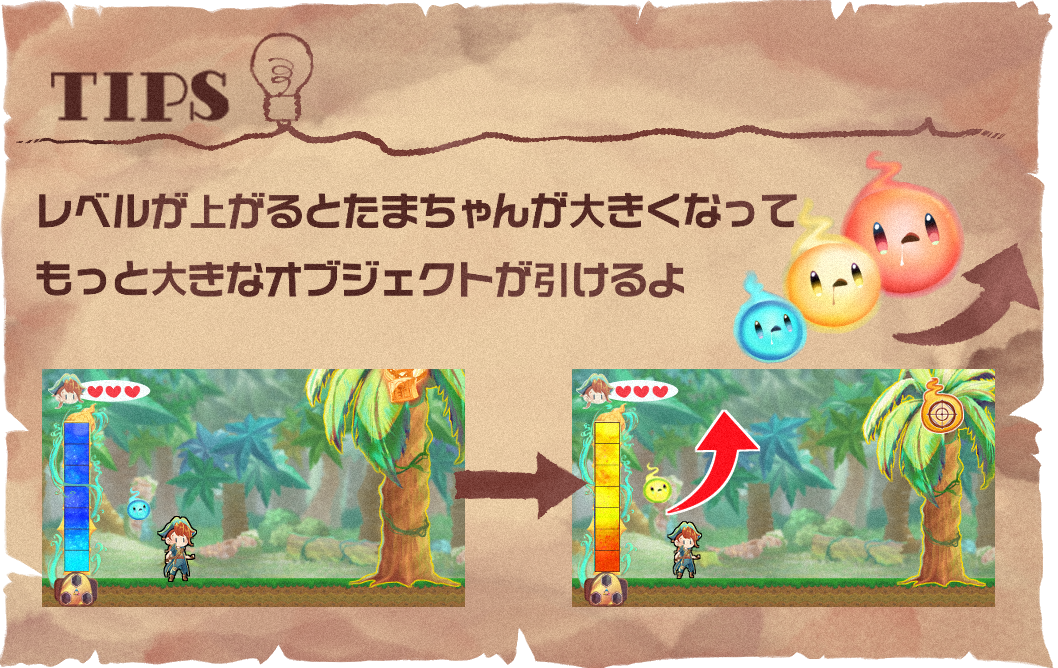 TIPS
レベルが上がるとたまちゃんが大きくなって
もっと大きなオブジェクトが引けるよ